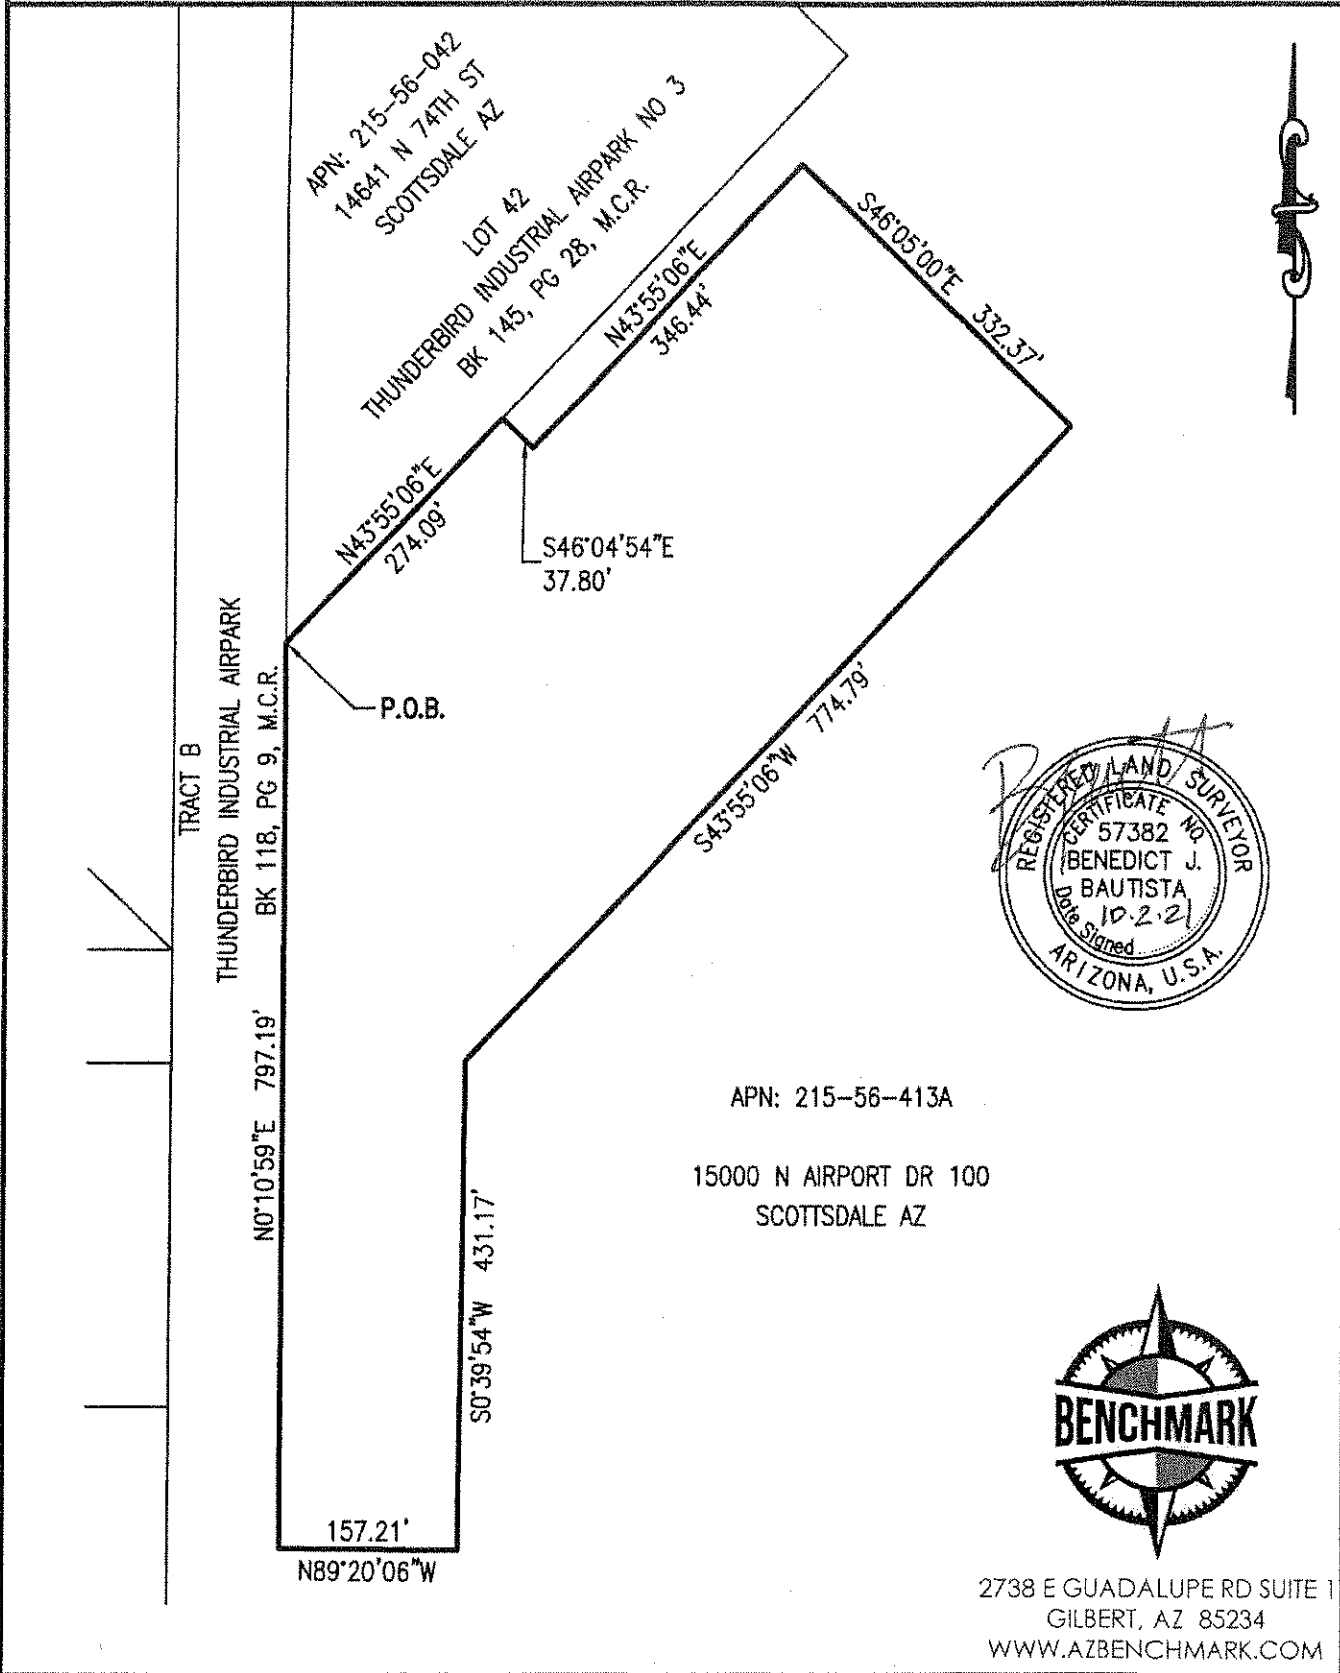 APN: 215-56-042
14641 N 74TH ST
SCOTTSDALE AZ
LOT 42
THUNDERBIRD INDUSTRIAL AIRPARK NO 3
BK 145, PG 28, M.C.R.
N43°55'06"E
346.44'
S46°05'00"E 332.37'
N43°55'06"E
274.09'
S46°04'54"E
37.80'
P.O.B.
TRACT B
THUNDERBIRD INDUSTRIAL AIRPARK
BK 118, PG 9, M.C.R.
S43°55'06"W 774.79'
REGISTERED LAND SURVEYOR
CERTIFICATE NO.
57382
BENEDICT J.
BAUTISTA
10.2.21
Date Signed
ARIZONA, U.S.A.
N0°10'59"E 797.19'
S0°39'54"W 431.17'
APN: 215-56-413A
15000 N AIRPORT DR 100
SCOTTSDALE AZ
157.21'
N89°20'06"W
BENCHMARK
2738 E GUADALUPE RD SUITE 1
GILBERT, AZ 85234
WWW.AZBENCHMARK.COM